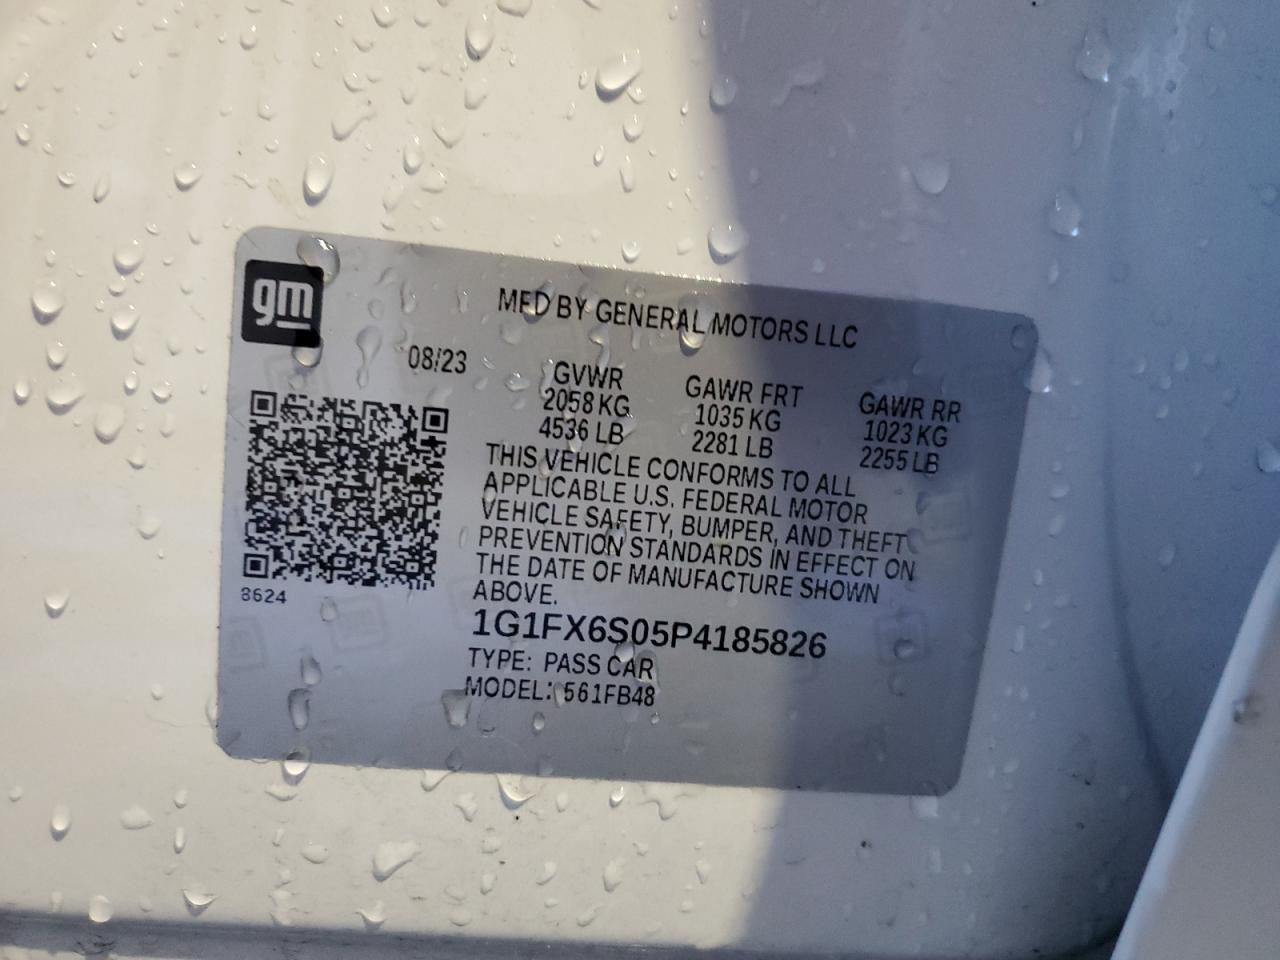 gm
MFD BY GENERAL MOTORS LLC
08/23
GVWR GAWR FRT GAWR RR
2058 KG 1035 KG 1023 KG
4536 LB 2281 LB 2255 LB
THIS VEHICLE CONFORMS TO ALL
APPLICABLE U.S. FEDERAL MOTOR
VEHICLE SAFETY, BUMPER, AND THEFT
PREVENTION STANDARDS IN EFFECT ON
THE DATE OF MANUFACTURE SHOWN
ABOVE.
8624
1G1FX6S05P4185826
TYPE: PASS CAR
MODEL: 561FB48